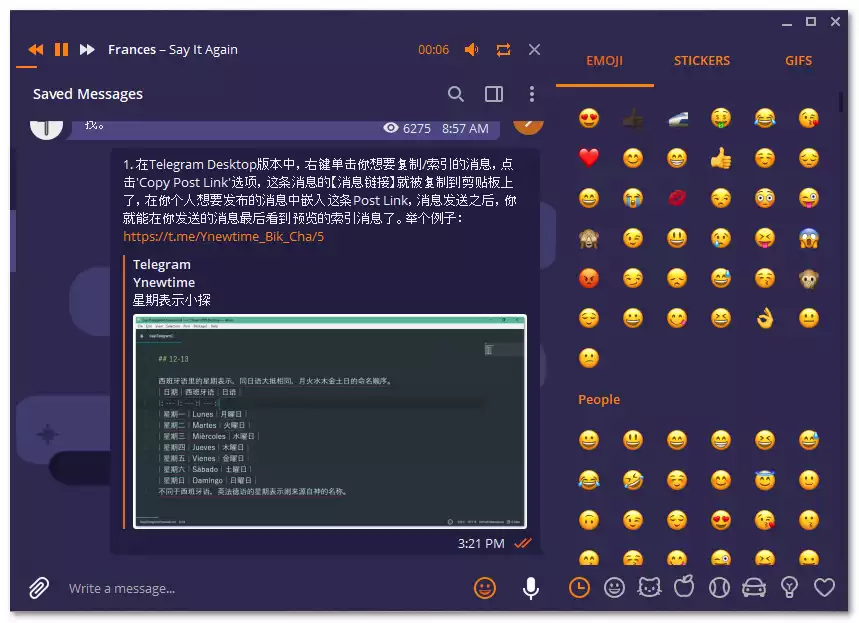 Frances – Say It Again
00:06
Saved Messages
找。
6275 8:57 AM
1. 在Telegram Desktop版本中，右键单击你想要复制/索引的消息，点
击‘Copy Post Link’选项，这条消息的【消息链接】就被复制到剪贴板上
了，在你个人想要发布的消息中嵌入这条Post Link，消息发送之后，你
就能在你发送的消息最后看到预览的索引消息了。举个例子：
https://t.me/Ynewtime_Bik_Cha/5
Telegram
Ynewtime
星期表示小探
## 12-13
西班牙语里的星期表示，同日语大抵相同，月火水木金土日的命名顺序。
| 日期 | 西班牙语 | 日语 |
| 星期一 | Lunes | 月曜日 |
| 星期二 | Martes | 火曜日 |
| 星期三 | Miércoles | 水曜日 |
| 星期四 | Jueves | 木曜日 |
| 星期五 | Vienes | 金曜日 |
| 星期六 | Sábado | 土曜日 |
| 星期日 | Damingo | 日曜日 |
不同于西班牙语，英法德语的星期表示则来源自神的名称。
3:21 PM
Write a message...
EMOJI STICKERS GIFS
People